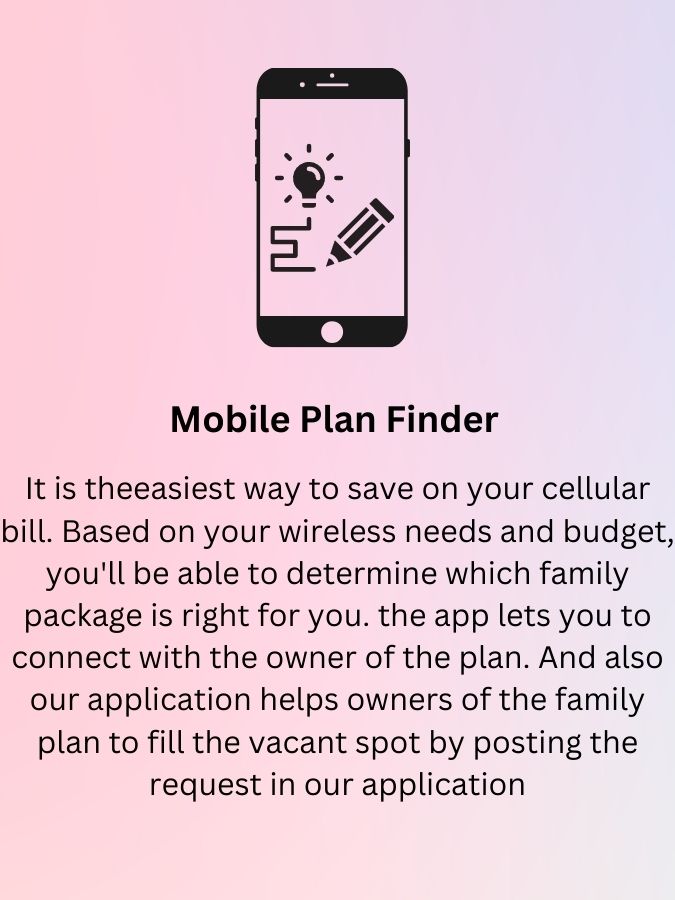 Mobile Plan Finder
It is theeasiest way to save on your cellular
bill. Based on your wireless needs and budget,
you'll be able to determine which family
package is right for you. the app lets you to
connect with the owner of the plan. And also
our application helps owners of the family
plan to fill the vacant spot by posting the
request in our application